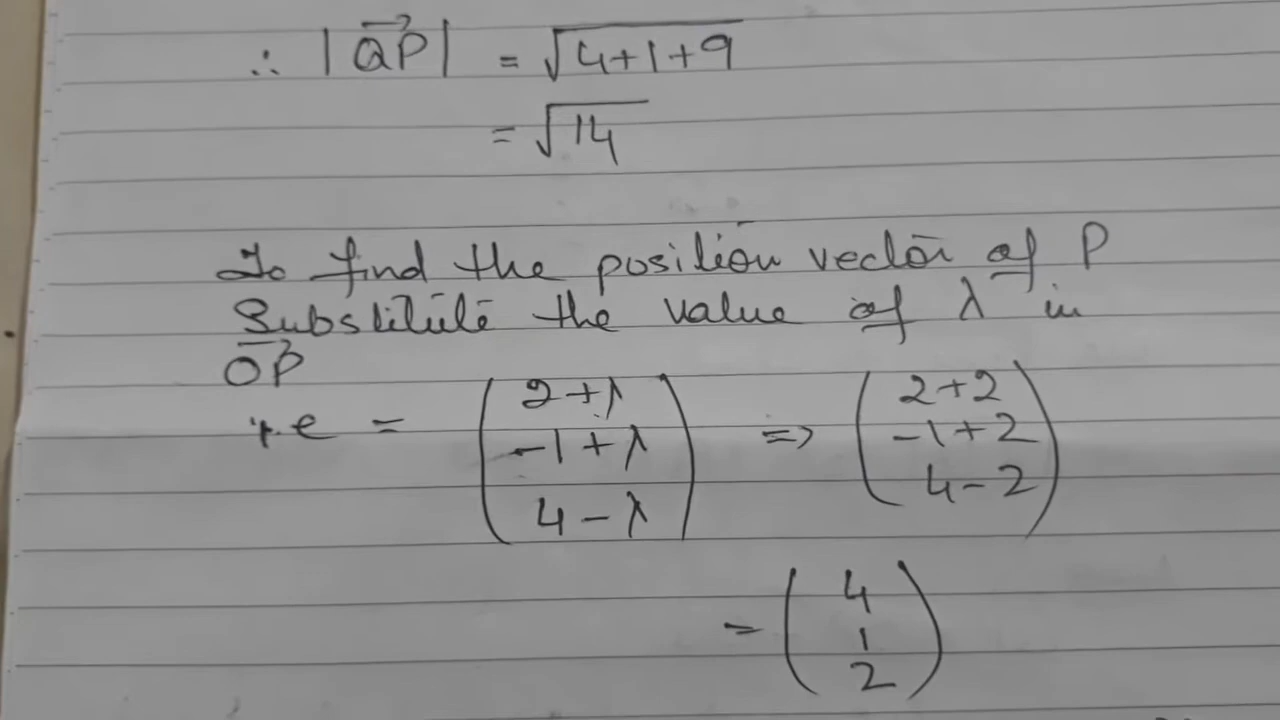 ∴ |QP⃗| = √4+1+9
= √14
To find the position vector of P
Substitute the value of λ in
OP⃗
i.e = (2+λ, -1+λ, 4-λ) => (2+2, -1+2, 4-2)
= (4, 1, 2)